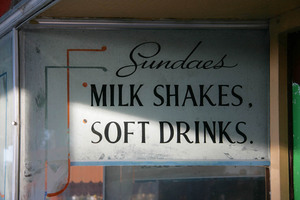 Sundaes
MILK SHAKES,
SOFT DRINKS.